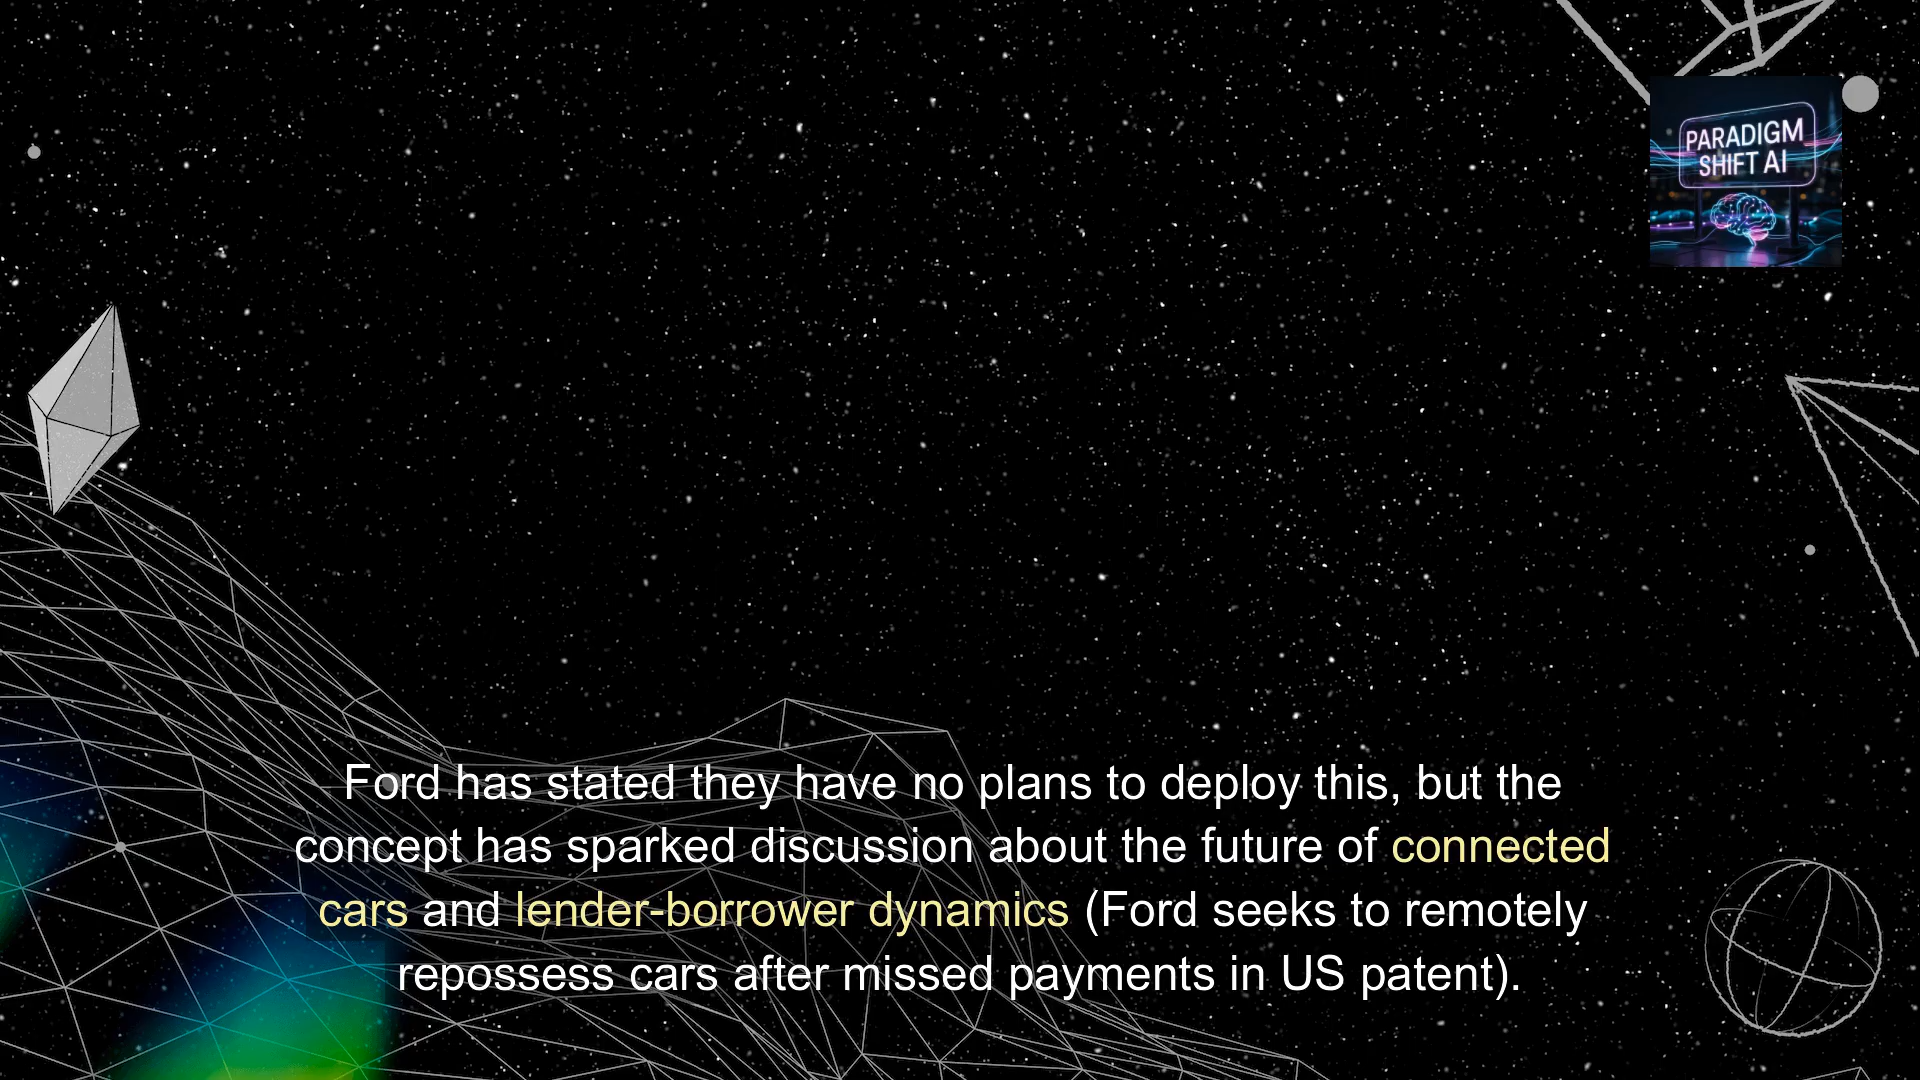 PARADIGM
SHIFT AI
Ford has stated they have no plans to deploy this, but the
concept has sparked discussion about the future of connected
cars and lender-borrower dynamics (Ford seeks to remotely
repossess cars after missed payments in US patent).